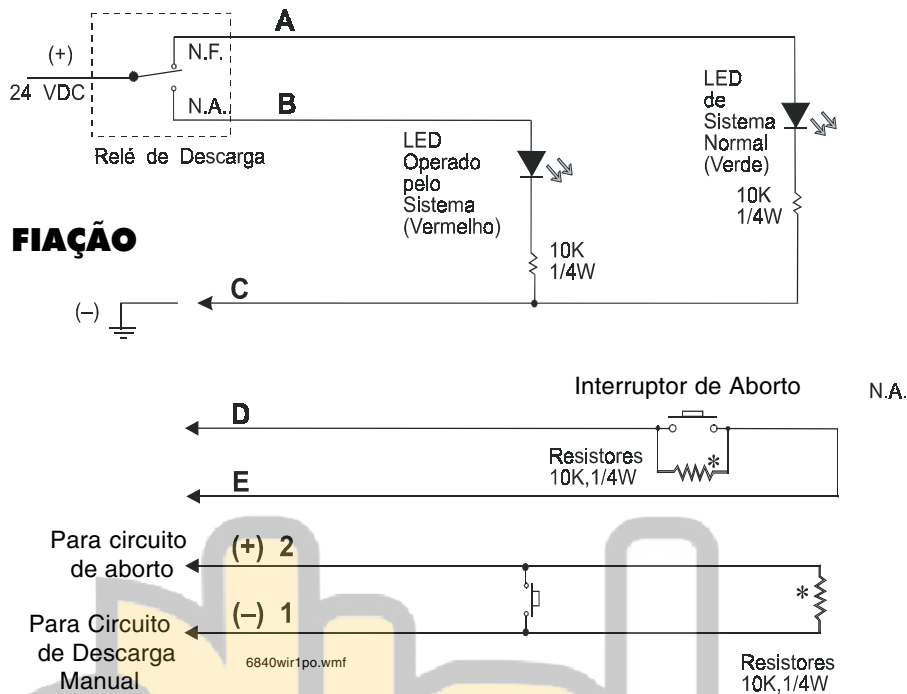 A
(+)
N.F.
24 VDC
N.A.
B
Relé de Descarga
LED
Operado
pelo
Sistema
(Vermelho)
10K
1/4W
LED
de
Sistema
Normal
(Verde)
10K
1/4W
FIAÇÃO
C
(–)
Interruptor de Aborto
N.A.
D
Resistores
10K,1/4W
*
E
Para circuito
de aborto
(+) 2
Para Circuito
de Descarga
Manual
(–) 1
6840wir1po.wmf
*
Resistores
10K,1/4W